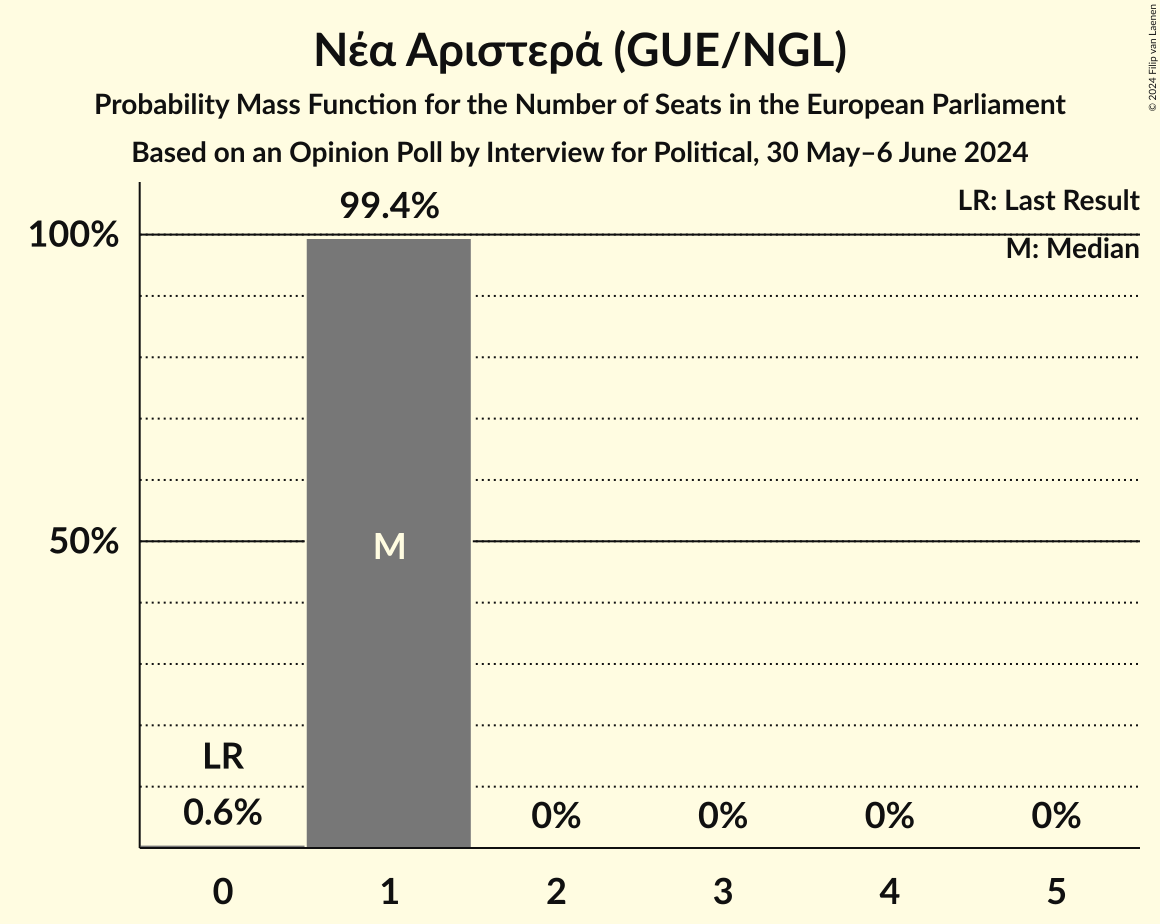 Νέα Αριστερά (GUE/NGL)
Probability Mass Function for the Number of Seats in the European Parliament
Based on an Opinion Poll by Interview for Political, 30 May–6 June 2024
© 2024 Filip van Laenen
LR: Last Result
M: Median
99.4%
100%
50%
M
LR
0.6%
0%
0%
0%
0%
0
1
2
3
4
5